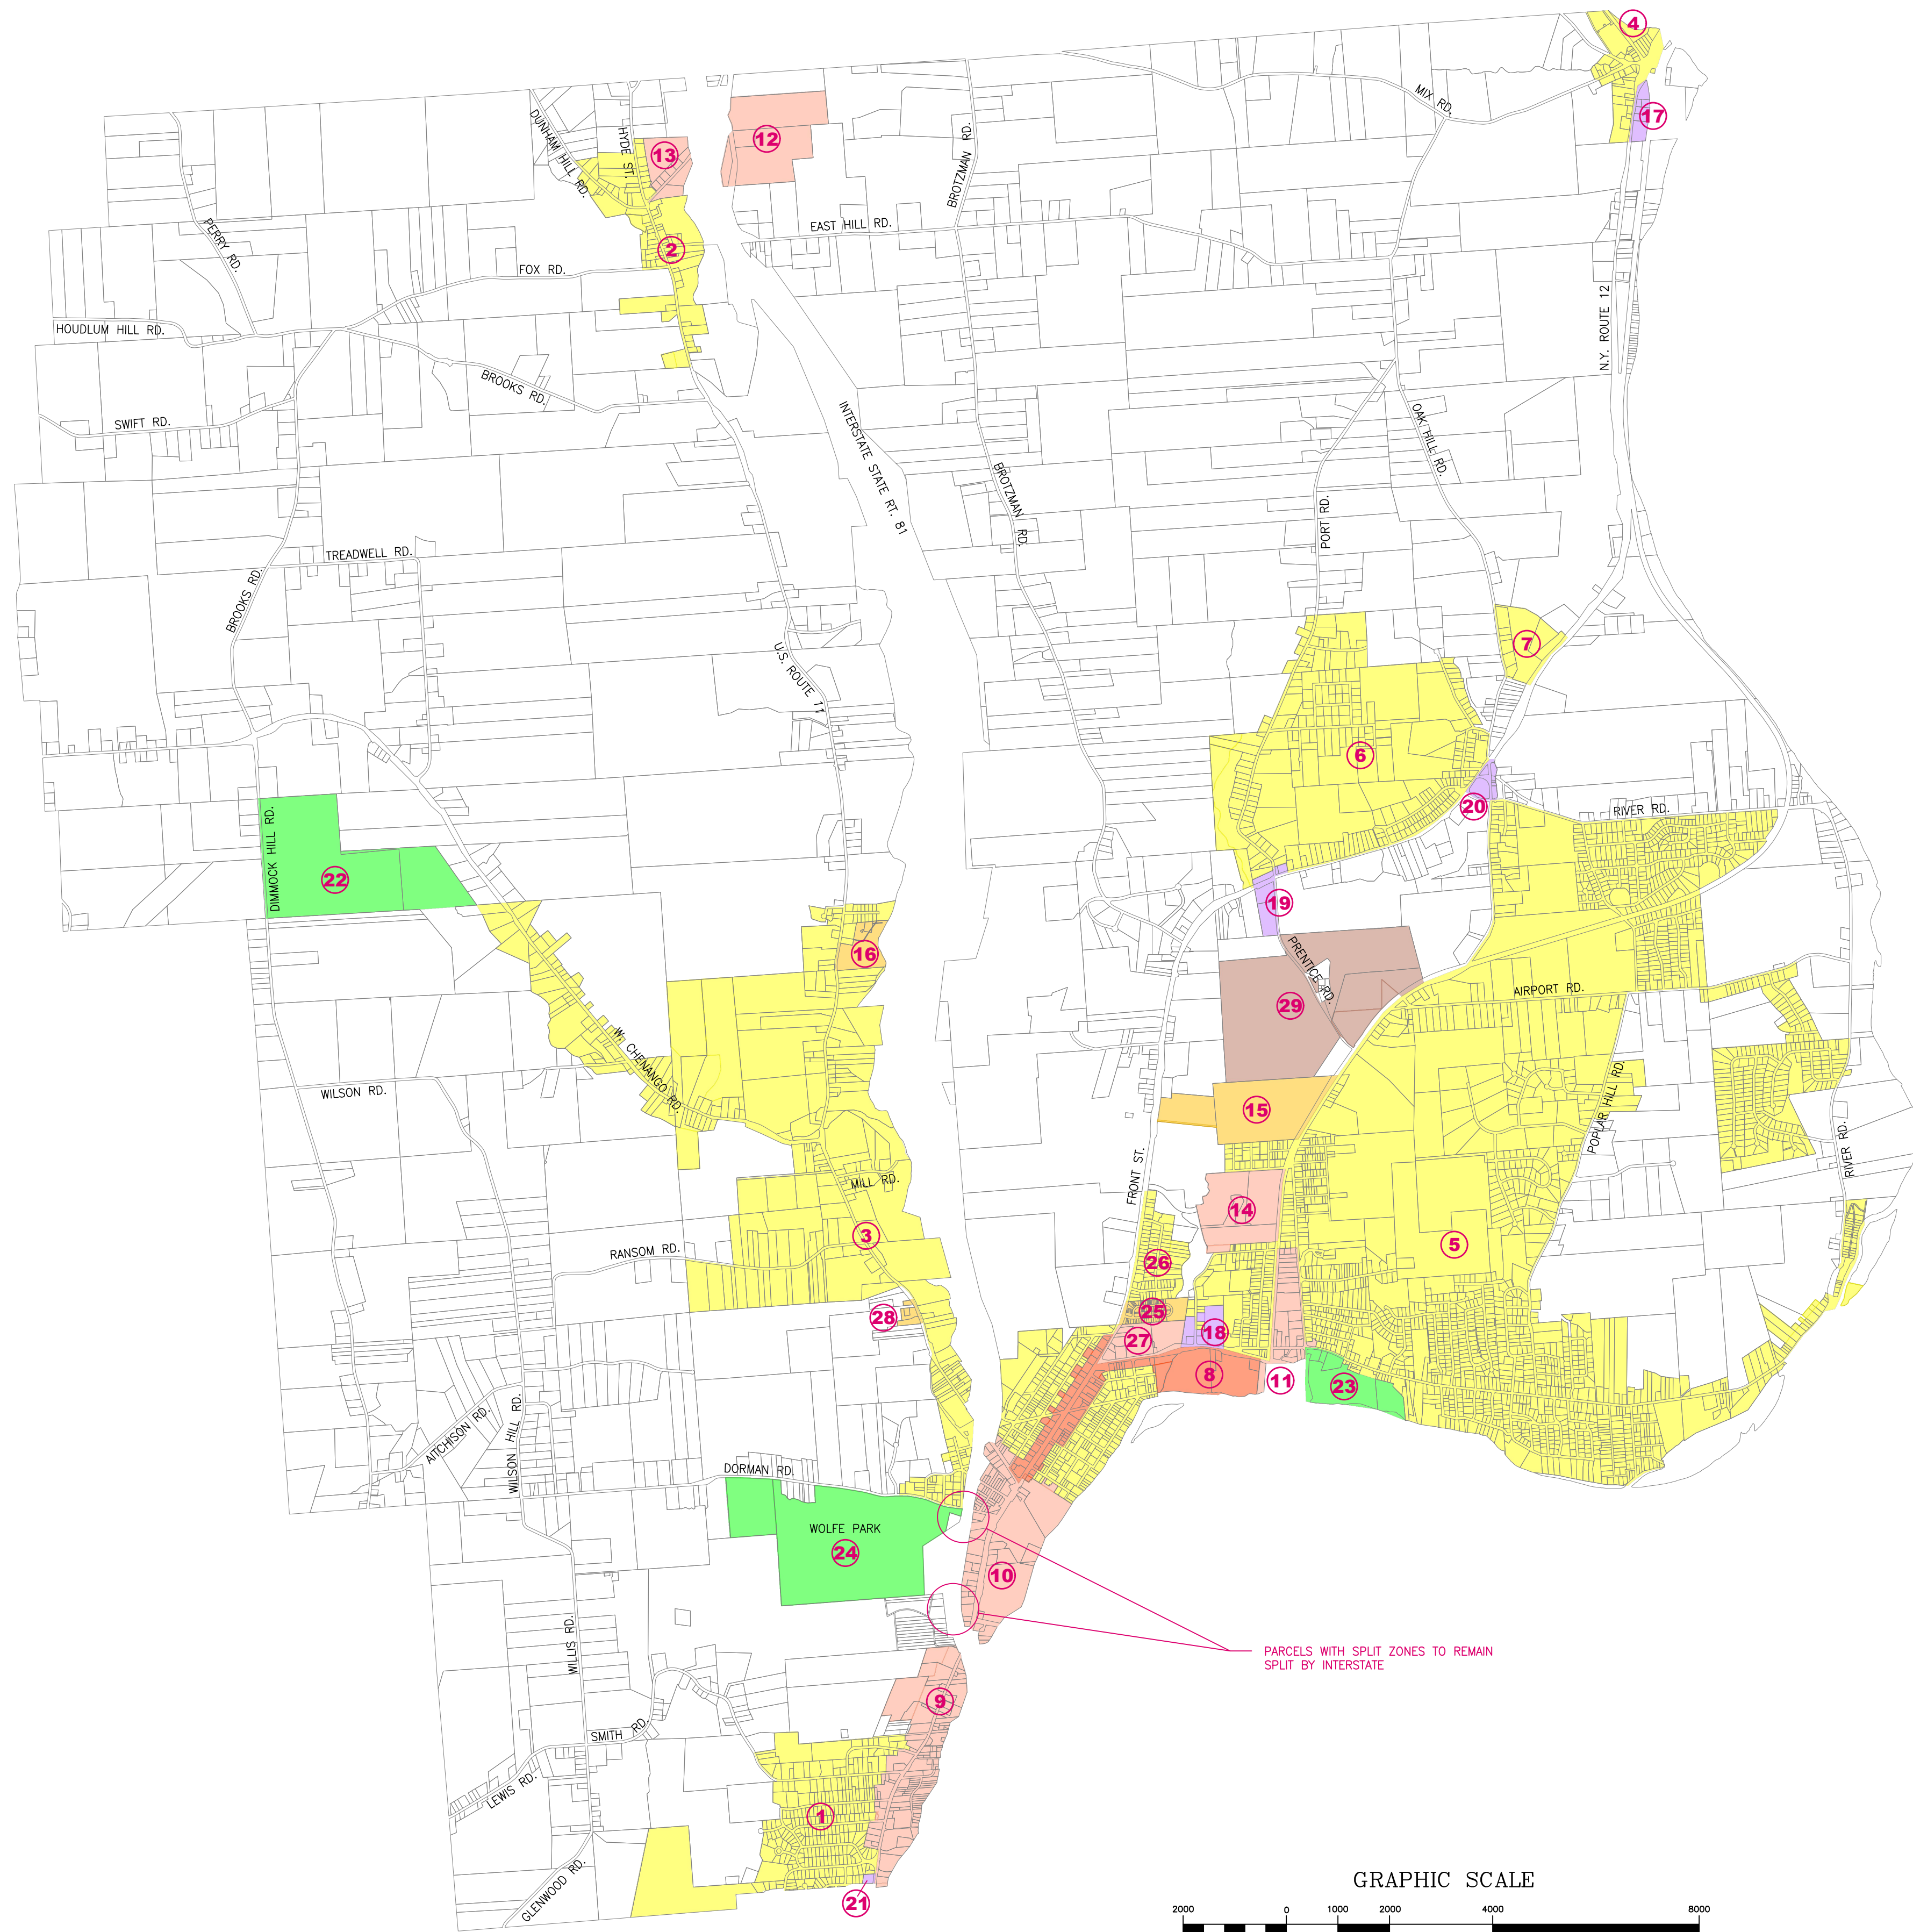 4
MIX RD.
17
DUNHAM HILL RD.
HYDE ST.
13
12
BROTZMAN RD.
PERRY RD.
2
EAST HILL RD.
FOX RD.
HOUDLUM HILL RD.
N.Y. ROUTE 12
BROOKS RD.
SWIFT RD.
INTERSTATE STATE RT. 81
OAK HILL RD.
BROTZMAN RD.
PORT RD.
TREADWELL RD.
BROOKS RD.
U.S. ROUTE 11
7
6
20
RIVER RD.
DIMMOCK HILL RD.
22
19
16
PRENTICE RD.
29
AIRPORT RD.
W. CHENANGO RD.
WILSON RD.
15
POPLAR HILL RD.
RIVER RD.
FRONT ST.
MILL RD.
14
3
RANSOM RD.
5
26
28
25
27
18
8
11
23
AITCHISON RD.
WILSON HILL RD.
DORMAN RD.
WOLFE PARK
24
10
WILLIS RD.
PARCELS WITH SPLIT ZONES TO REMAIN
SPLIT BY INTERSTATE
9
SMITH RD.
LEWIS RD.
1
GLENWOOD RD.
21
GRAPHIC SCALE
2000 0 1000 2000 4000 8000